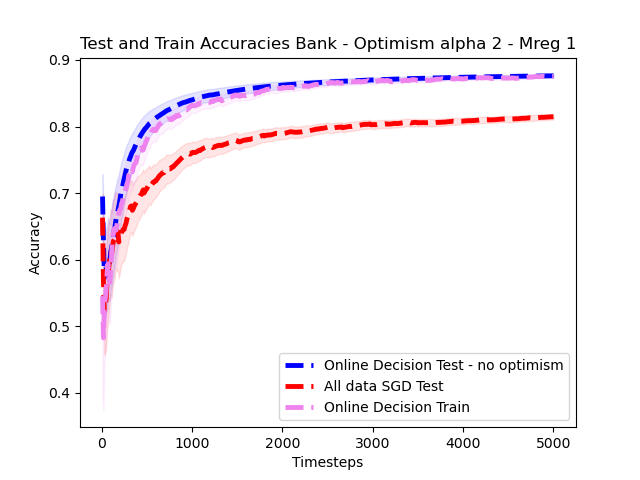 Test and Train Accuracies Bank - Optimism alpha 2 - Mreg 1
0.9
0.8
0.7
0.6
0.5
0.4
Accuracy
Online Decision Test - no optimism
All data SGD Test
Online Decision Train
0 1000 2000 3000 4000 5000
Timesteps